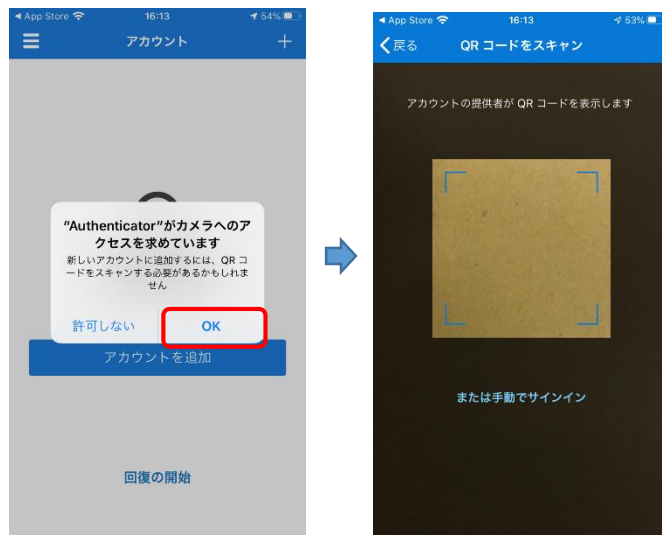 App Store 16:13 54%
アカウント
"Authenticator"がカメラへのア
クセスを求めています
新しいアカウントに追加するには、QR コ
ードをスキャンする必要があるかもしれま
せん
許可しない OK
アカウントを追加
回復の開始
App Store 16:13 53%
戻る QR コードをスキャン
アカウントの提供者が QR コードを表示します
または手動でサインイン